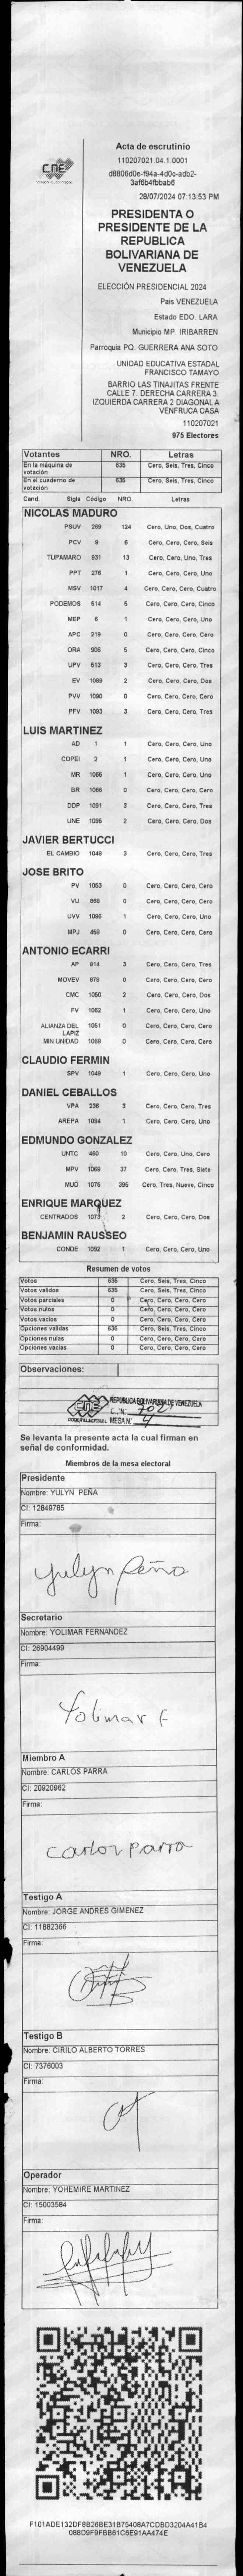 Acta de escrutinio
110207021.04.1.0001
d8806d0e-f94a-4d0c-adb2-
3af6b4fbbab6
28/07/2024 07:13:53 PM
PRESIDENTA O
PRESIDENTE DE LA
REPUBLICA
BOLIVARIANA DE
VENEZUELA
CNE
ELECCIÓN PRESIDENCIAL 2024
País VENEZUELA
Estado EDO. LARA
Municipio MP. IRIBARREN
Parroquia PQ. GUERRERA ANA SOTO
UNIDAD EDUCATIVA ESTADAL
FRANCISCO TAMAYO
BARRIO LAS TINAJITAS FRENTE
CALLE 7. DERECHA CARRERA 3.
IZQUIERDA CARRERA 2 DIAGONAL A
VENFRUCA CASA
110207021
975 Electores
Votantes NRO. Letras
En la máquina de votación 635 Cero, Seis, Tres, Cinco
En el cuaderno de votación 635 Cero, Seis, Tres, Cinco
Cand. Sigla Código NRO. Letras
NICOLAS MADURO
PSUV 269 124 Cero, Uno, Dos, Cuatro
PCV 9 6 Cero, Cero, Cero, Seis
TUPAMARO 931 13 Cero, Cero, Uno, Tres
PPT 276 1 Cero, Cero, Cero, Uno
MSV 1017 4 Cero, Cero, Cero, Cuatro
PODEMOS 514 5 Cero, Cero, Cero, Cinco
MEP 6 1 Cero, Cero, Cero, Uno
APC 219 0 Cero, Cero, Cero, Cero
ORA 906 5 Cero, Cero, Cero, Cinco
UPV 513 3 Cero, Cero, Cero, Tres
EV 1089 2 Cero, Cero, Cero, Dos
PVV 1090 0 Cero, Cero, Cero, Cero
PFV 1093 3 Cero, Cero, Cero, Tres
LUIS MARTINEZ
AD 1 1 Cero, Cero, Cero, Uno
COPEI 2 1 Cero, Cero, Cero, Uno
MR 1065 1 Cero, Cero, Cero, Uno
BR 1066 0 Cero, Cero, Cero, Cero
DDP 1091 3 Cero, Cero, Cero, Tres
UNE 1095 2 Cero, Cero, Cero, Dos
JAVIER BERTUCCI
EL CAMBIO 1048 3 Cero, Cero, Cero, Tres
JOSE BRITO
PV 1053 0 Cero, Cero, Cero, Cero
VU 868 0 Cero, Cero, Cero, Cero
UVV 1096 1 Cero, Cero, Cero, Uno
MPJ 458 0 Cero, Cero, Cero, Cero
ANTONIO ECARRI
AP 814 3 Cero, Cero, Cero, Tres
MOVEV 978 0 Cero, Cero, Cero, Cero
CMC 1050 2 Cero, Cero, Cero, Dos
FV 1062 1 Cero, Cero, Cero, Uno
ALIANZA DEL LAPIZ 1051 0 Cero, Cero, Cero, Cero
MIN UNIDAD 1069 0 Cero, Cero, Cero, Cero
CLAUDIO FERMIN
SPV 1049 1 Cero, Cero, Cero, Uno
DANIEL CEBALLOS
VPA 236 3 Cero, Cero, Cero, Tres
AREPA 1094 1 Cero, Cero, Cero, Uno
EDMUNDO GONZALEZ
UNTC 460 10 Cero, Cero, Uno, Cero
MPV 1069 37 Cero, Cero, Tres, Siete
MUD 1075 395 Cero, Tres, Nueve, Cinco
ENRIQUE MARQUEZ
CENTRADOS 1073 2 Cero, Cero, Cero, Dos
BENJAMIN RAUSSEO
CONDE 1092 1 Cero, Cero, Cero, Uno
Resumen de votos
Votos 635 Cero, Seis, Tres, Cinco
Votos validos 635 Cero, Seis, Tres, Cinco
Votos parciales 0 Cero, Cero, Cero, Cero
Votos nulos 0 Cero, Cero, Cero, Cero
Votos vacíos 0 Cero, Cero, Cero, Cero
Opciones validas 635 Cero, Seis, Tres, Cinco
Opciones nulas 0 Cero, Cero, Cero, Cero
Opciones vacias 0 Cero, Cero, Cero, Cero
Observaciones:
CNE REPUBLICA BOLIVARIANA DE VENEZUELA
PODER ELECTORAL MESA N° 4
Se levanta la presente acta la cual firman en
señal de conformidad.
Miembros de la mesa electoral
Presidente
Nombre: YULYN PEÑA
CI: 12849765
Firma:
Yulyn Peña
Secretario
Nombre: YOLIMAR FERNANDEZ
CI: 26904499
Firma:
Yolimar F
Miembro A
Nombre: CARLOS PARRA
CI: 20920962
Firma:
Carlos Parra
Testigo A
Nombre: JORGE ANDRES GIMENEZ
CI: 11882366
Firma:
Testigo B
Nombre: CIRILO ALBERTO TORRES
CI: 7376003
Firma:
Operador
Nombre: YOHEMIRE MARTINEZ
CI: 15003584
Firma:
F101ADE132DF8B26BE31B75408A7CDBD3204A41B4
088D9F9FBB61C6E91AA474E